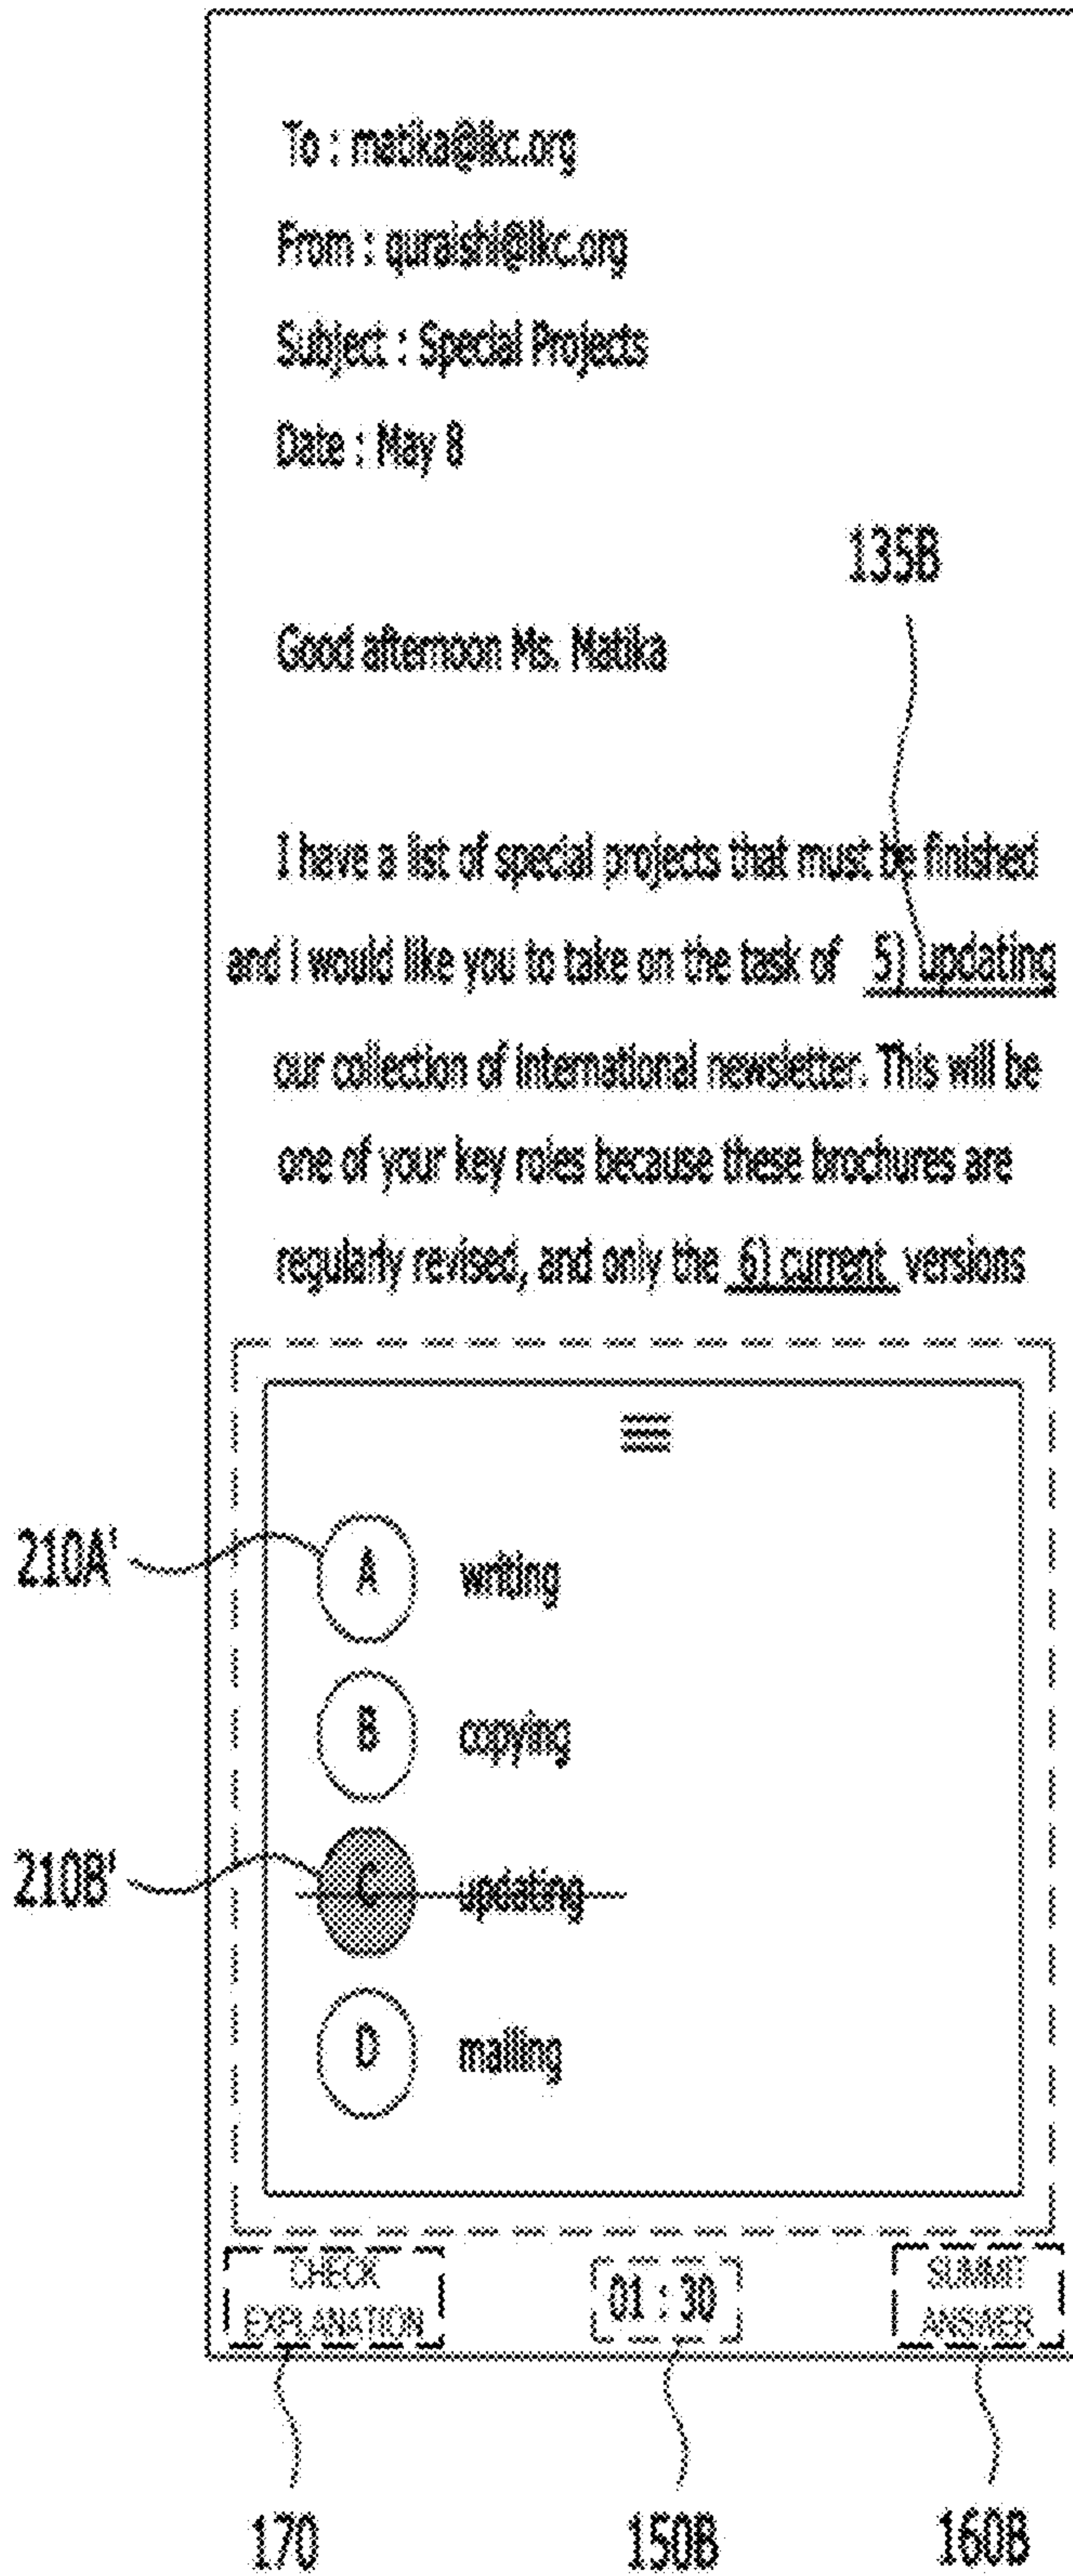 To : matika@lkc.org
From : quraishi@lkc.org
Subject : Special Projects
Date : May 8
135B
Good afternoon Ms. Matika
I have a list of special projects that must be finished
and I would like you to take on the task of 5) updating
our collection of international newsletter. This will be
one of your key roles because these brochures are
regularly revised, and only the 6) current versions
210A' A writing
B copying
210B' C updating
D mailing
CHECK
EXPLANATION
01 : 30
SUMMIT
ANSWER
170 150B 160B